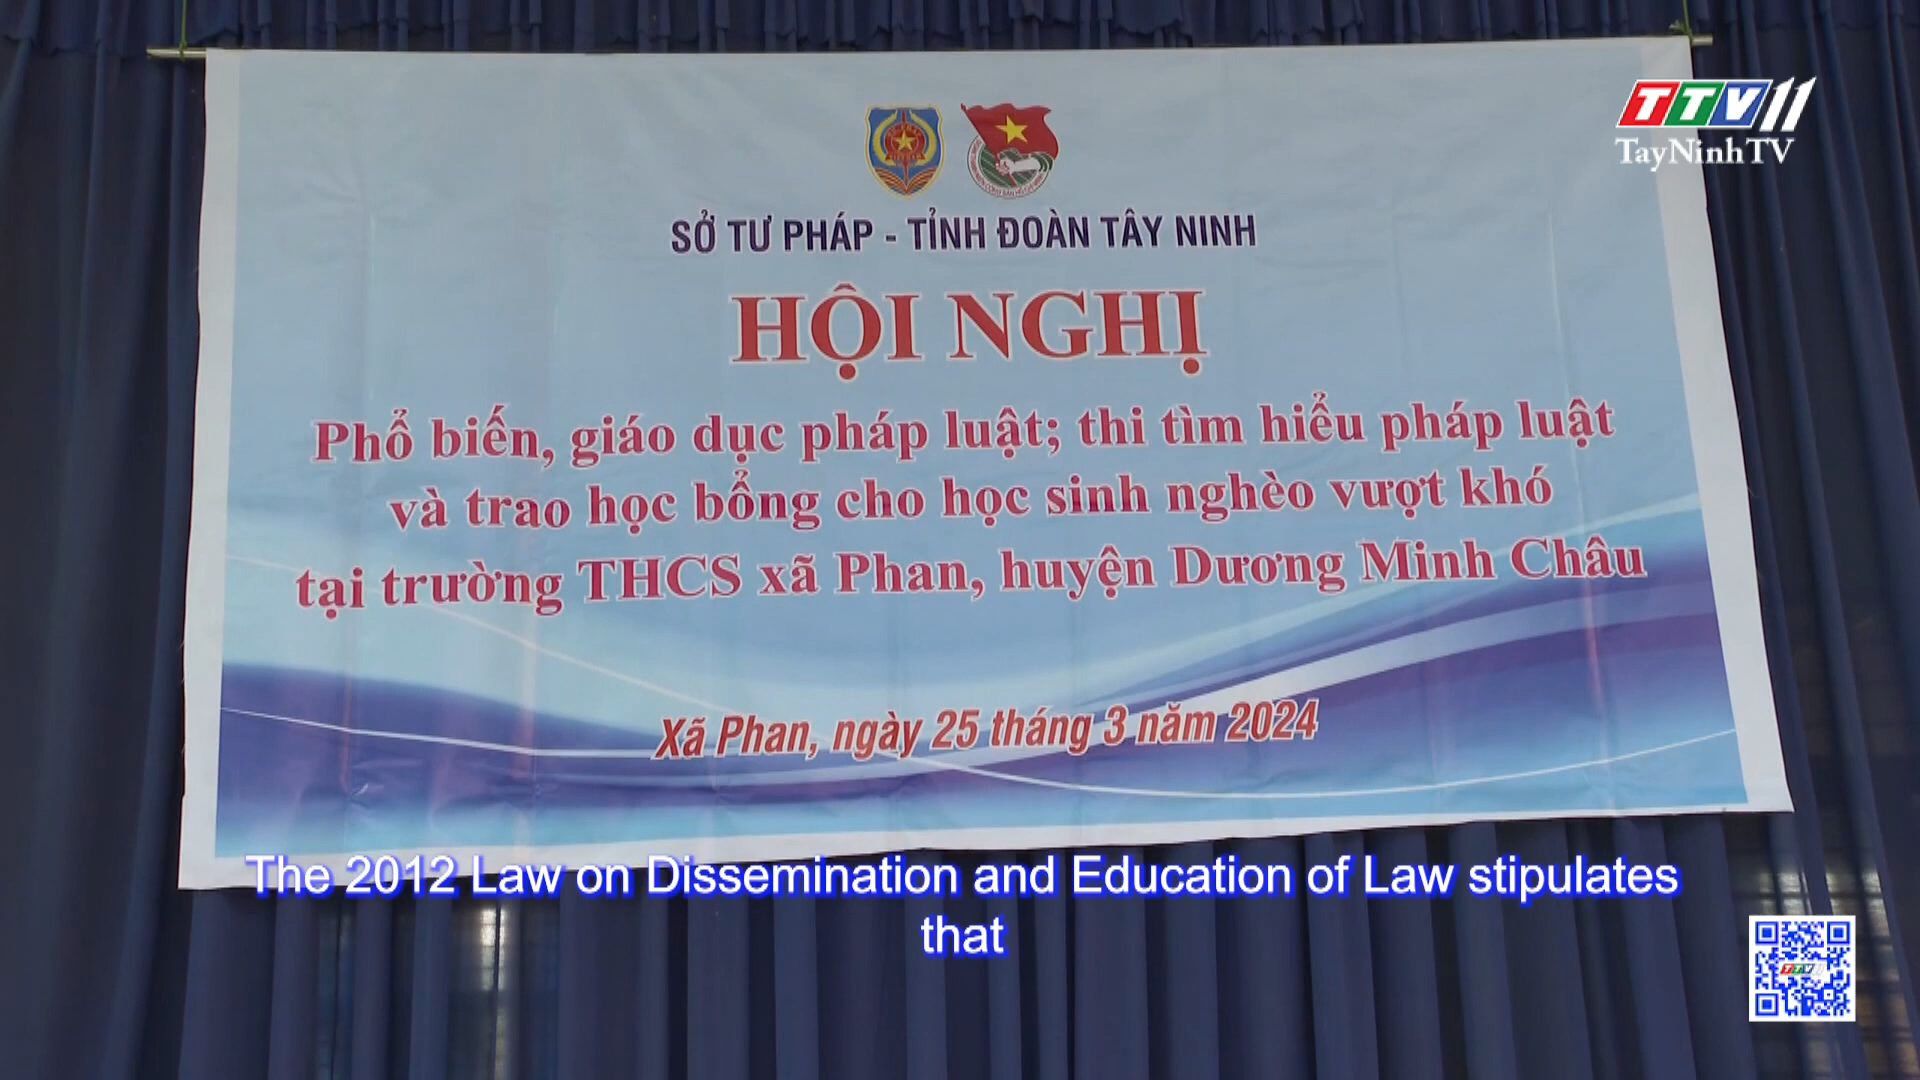 TTV11
TayNinhTV
SỞ TƯ PHÁP - TỈNH ĐOÀN TÂY NINH
HỘI NGHỊ
Phổ biến, giáo dục pháp luật; thi tìm hiểu pháp luật
và trao học bổng cho học sinh nghèo vượt khó
tại trường THCS xã Phan, huyện Dương Minh Châu
Xã Phan, ngày 25 tháng 3 năm 2024
The 2012 Law on Dissemination and Education of Law stipulates
that
TTV11